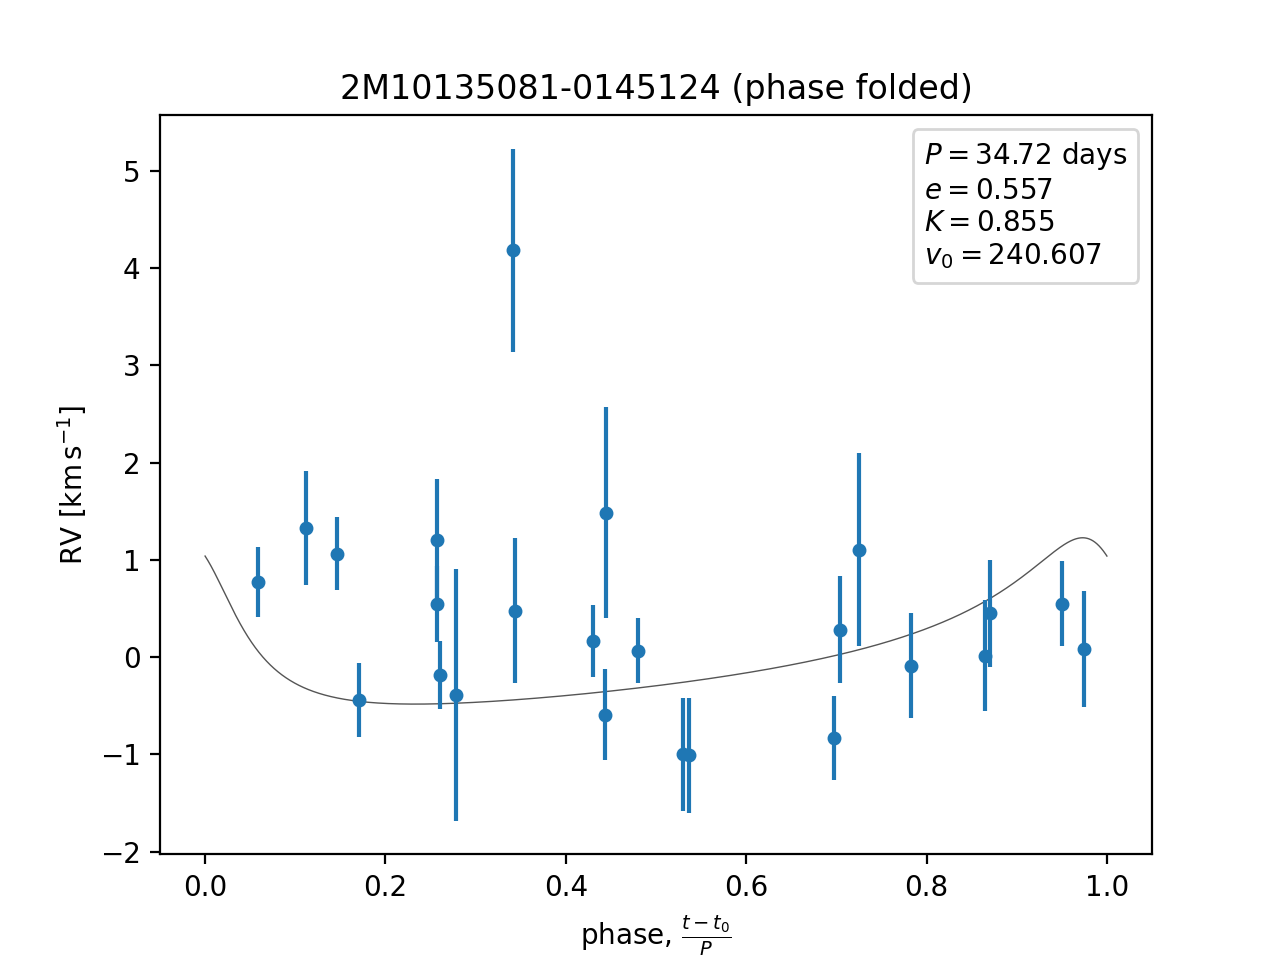 2M10135081-0145124 (phase folded)
P = 34.72 days
e = 0.557
K = 0.855
v₀ = 240.607
5
4
3
2
1
0
−1
−2
RV [km s⁻¹]
0.0 0.2 0.4 0.6 0.8 1.0
phase, (t − t₀)/P